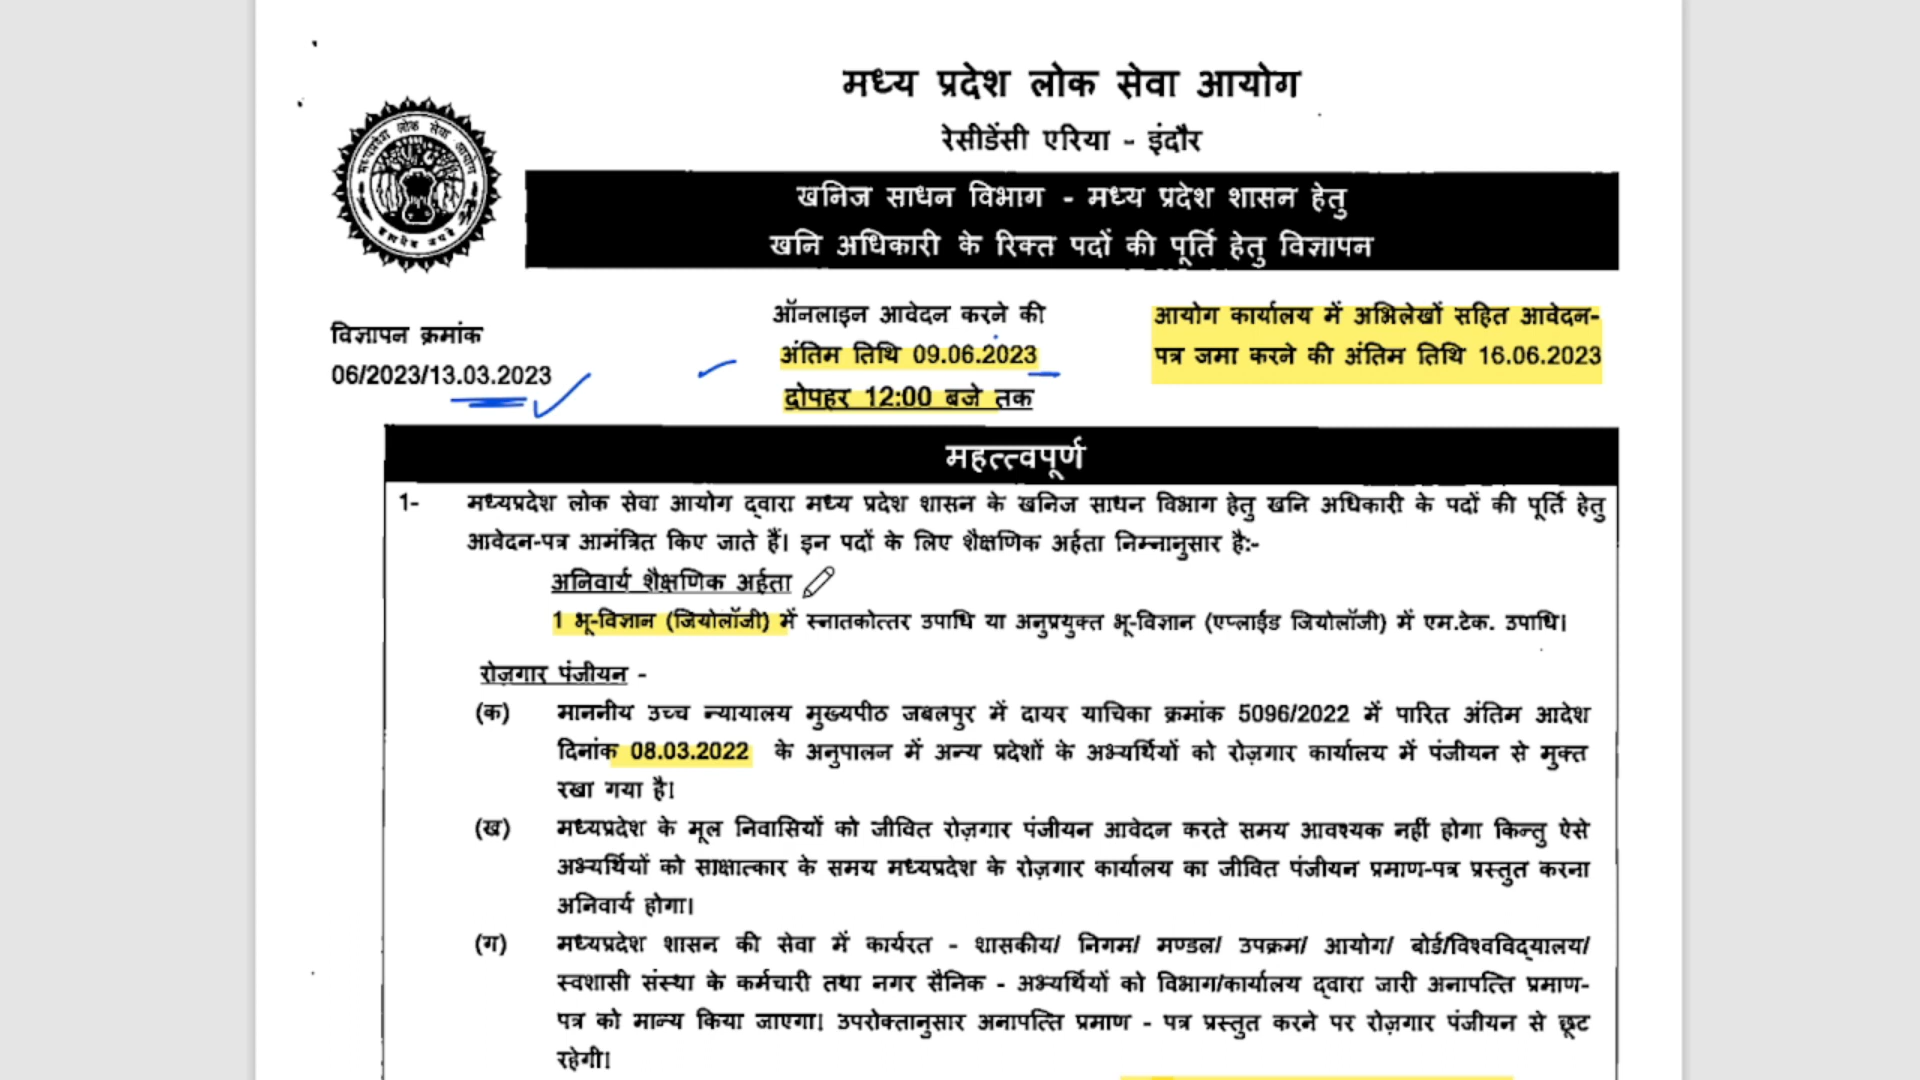 मध्य प्रदेश लोक सेवा आयोग
रेसीडेंसी एरिया - इंदौर
मध्यप्रदेश लोक सेवा आयोग
खनिज साधन विभाग - मध्य प्रदेश शासन हेतु
खनि अधिकारी के रिक्त पदों की पूर्ति हेतु विज्ञापन
विज्ञापन क्रमांक
06/2023/13.03.2023
ऑनलाइन आवेदन करने की
अंतिम तिथि 09.06.2023
दोपहर 12:00 बजे तक
आयोग कार्यालय में अभिलेखों सहित आवेदन-
पत्र जमा करने की अंतिम तिथि 16.06.2023
महत्त्वपूर्ण
1- मध्यप्रदेश लोक सेवा आयोग द्वारा मध्य प्रदेश शासन के खनिज साधन विभाग हेतु खनि अधिकारी के पदों की पूर्ति हेतु
आवेदन-पत्र आमंत्रित किए जाते हैं। इन पदों के लिए शैक्षणिक अर्हता निम्नानुसार है:-
अनिवार्य शैक्षणिक अर्हता
1 भू-विज्ञान (जियोलॉजी) में स्नातकोत्तर उपाधि या अनुप्रयुक्त भू-विज्ञान (एप्लाईड जियोलॉजी) में एम.टेक. उपाधि।
रोज़गार पंजीयन -
(क) माननीय उच्च न्यायालय मुख्यपीठ जबलपुर में दायर याचिका क्रमांक 5096/2022 में पारित अंतिम आदेश
दिनांक 08.03.2022 के अनुपालन में अन्य प्रदेशों के अभ्यर्थियों को रोज़गार कार्यालय में पंजीयन से मुक्त
रखा गया है।
(ख) मध्यप्रदेश के मूल निवासियों को जीवित रोज़गार पंजीयन आवेदन करते समय आवश्यक नहीं होगा किन्तु ऐसे
अभ्यर्थियों को साक्षात्कार के समय मध्यप्रदेश के रोज़गार कार्यालय का जीवित पंजीयन प्रमाण-पत्र प्रस्तुत करना
अनिवार्य होगा।
(ग) मध्यप्रदेश शासन की सेवा में कार्यरत - शासकीय/ निगम/ मण्डल/ उपक्रम/ आयोग/ बोर्ड/विश्वविद्यालय/
स्वशासी संस्था के कर्मचारी तथा नगर सैनिक - अभ्यर्थियों को विभाग/कार्यालय द्वारा जारी अनापत्ति प्रमाण-
पत्र को मान्य किया जाएगा। उपरोक्तानुसार अनापत्ति प्रमाण - पत्र प्रस्तुत करने पर रोज़गार पंजीयन से छूट
रहेगी।